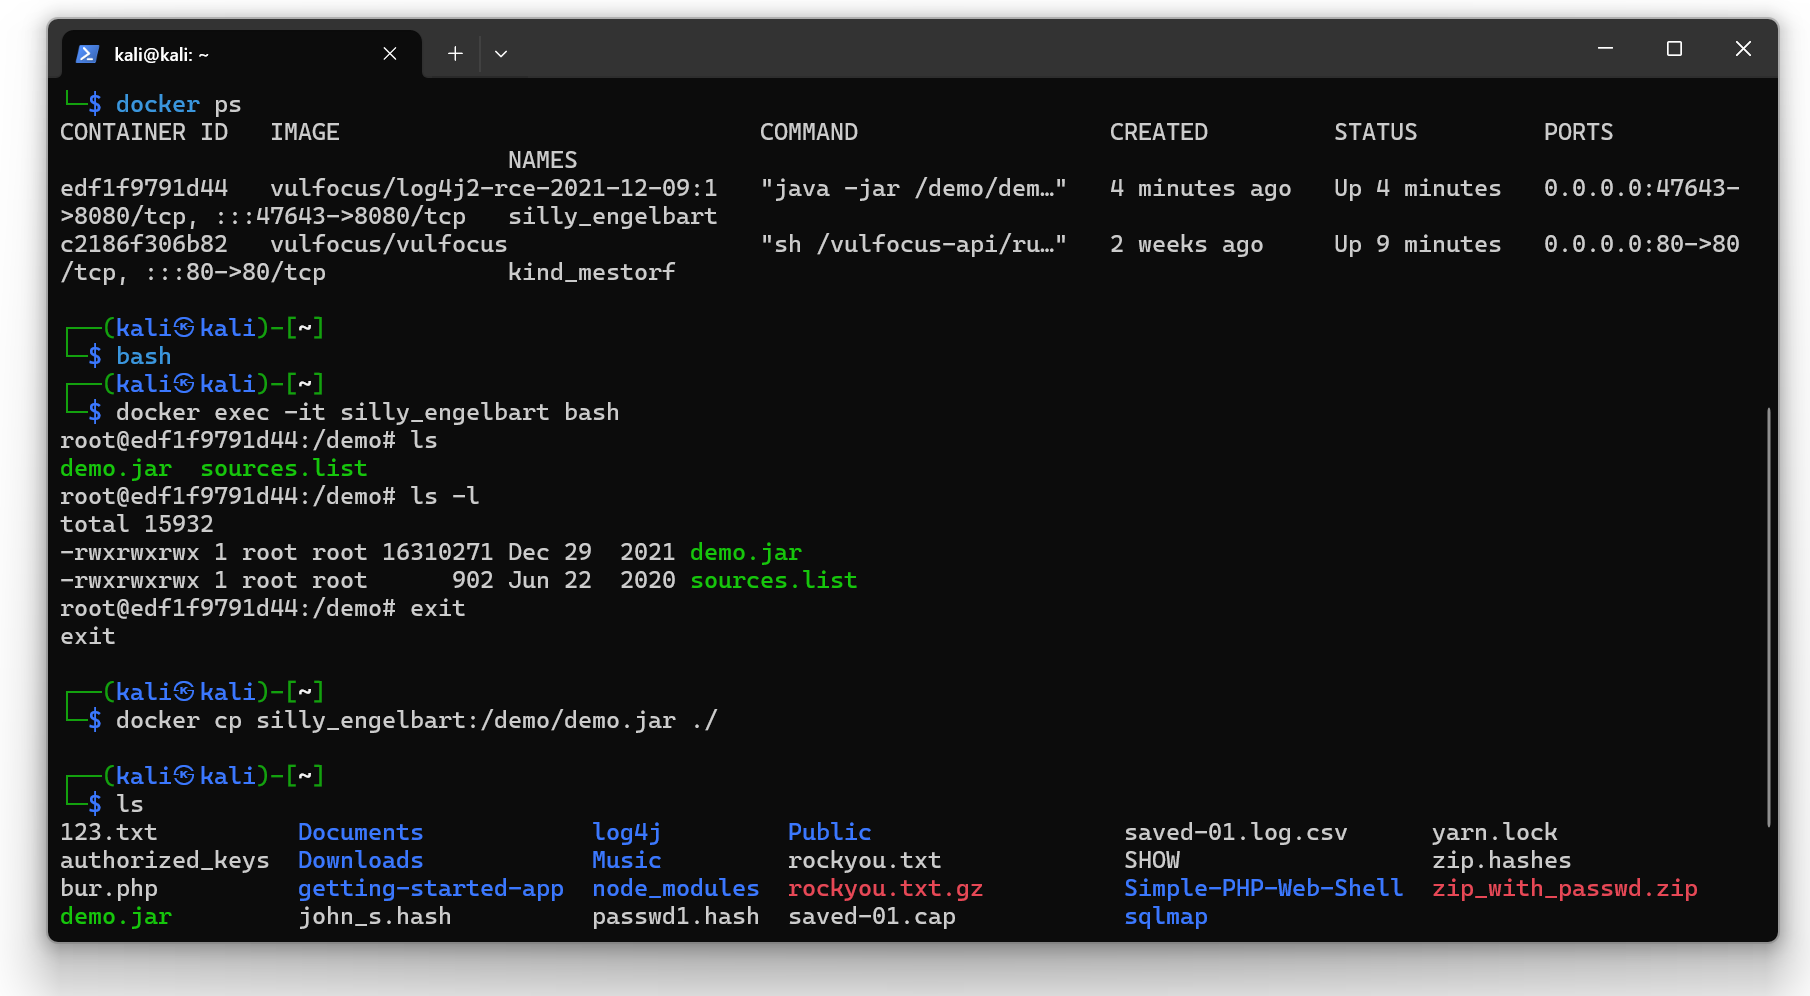 kali@kali: ~
└─$ docker ps
CONTAINER ID   IMAGE                              COMMAND                  CREATED         STATUS         PORTS
                                NAMES
edf1f9791d44   vulfocus/log4j2-rce-2021-12-09:1   "java -jar /demo/dem…"   4 minutes ago   Up 4 minutes   0.0.0.0:47643-
>8080/tcp, :::47643->8080/tcp   silly_engelbart
c2186f306b82   vulfocus/vulfocus                  "sh /vulfocus-api/ru…"   2 weeks ago     Up 9 minutes   0.0.0.0:80->80
/tcp, :::80->80/tcp             kind_mestorf
┌──(kali㉿kali)-[~]
└─$ bash
┌──(kali㉿kali)-[~]
└─$ docker exec -it silly_engelbart bash
root@edf1f9791d44:/demo# ls
demo.jar  sources.list
root@edf1f9791d44:/demo# ls -l
total 15932
-rwxrwxrwx 1 root root 16310271 Dec 29  2021 demo.jar
-rwxrwxrwx 1 root root      902 Jun 22  2020 sources.list
root@edf1f9791d44:/demo# exit
exit
┌──(kali㉿kali)-[~]
└─$ docker cp silly_engelbart:/demo/demo.jar ./
┌──(kali㉿kali)-[~]
└─$ ls
123.txt          Documents            log4j         Public                  saved-01.log.csv      yarn.lock
authorized_keys  Downloads            Music         rockyou.txt             SHOW                  zip.hashes
bur.php          getting-started-app  node_modules  rockyou.txt.gz          Simple-PHP-Web-Shell  zip_with_passwd.zip
demo.jar         john_s.hash          passwd1.hash  saved-01.cap            sqlmap